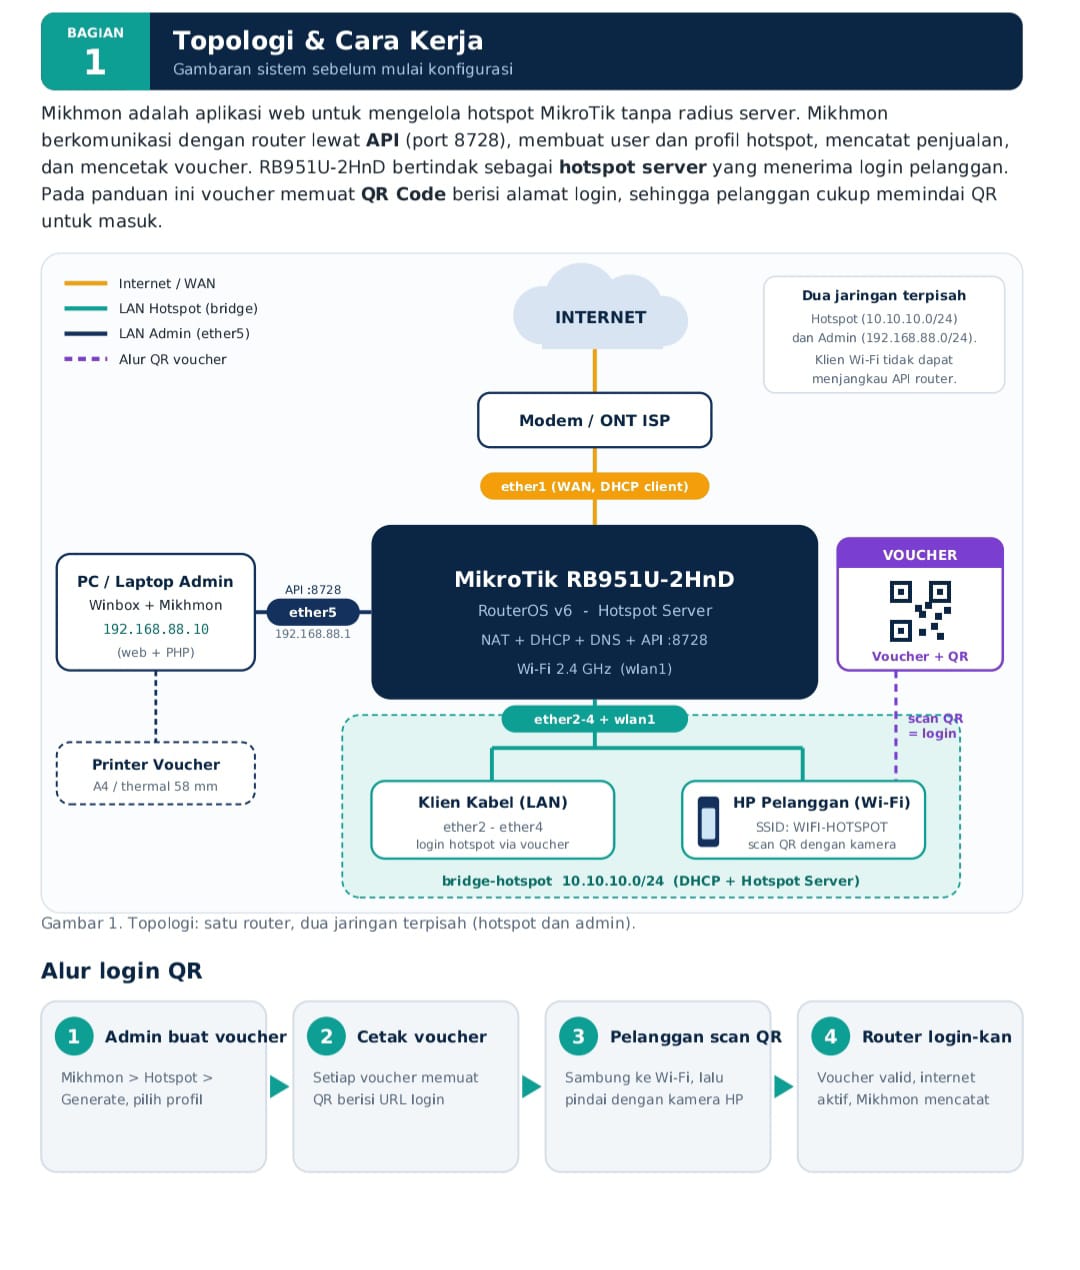 BAGIAN
1
Topologi & Cara Kerja
Gambaran sistem sebelum mulai konfigurasi
Mikhmon adalah aplikasi web untuk mengelola hotspot MikroTik tanpa radius server. Mikhmon
berkomunikasi dengan router lewat API (port 8728), membuat user dan profil hotspot, mencatat penjualan,
dan mencetak voucher. RB951U-2HnD bertindak sebagai hotspot server yang menerima login pelanggan.
Pada panduan ini voucher memuat QR Code berisi alamat login, sehingga pelanggan cukup memindai QR
untuk masuk.
Internet / WAN
LAN Hotspot (bridge)
LAN Admin (ether5)
Alur QR voucher
INTERNET
Dua jaringan terpisah
Hotspot (10.10.10.0/24)
dan Admin (192.168.88.0/24).
Klien Wi-Fi tidak dapat
menjangkau API router.
Modem / ONT ISP
ether1 (WAN, DHCP client)
PC / Laptop Admin
Winbox + Mikhmon
192.168.88.10
(web + PHP)
API :8728
ether5
192.168.88.1
MikroTik RB951U-2HnD
RouterOS v6 - Hotspot Server
NAT + DHCP + DNS + API :8728
Wi-Fi 2.4 GHz (wlan1)
VOUCHER
Voucher + QR
scan QR
= login
ether2-4 + wlan1
Printer Voucher
A4 / thermal 58 mm
Klien Kabel (LAN)
ether2 - ether4
login hotspot via voucher
HP Pelanggan (Wi-Fi)
SSID: WIFI-HOTSPOT
scan QR dengan kamera
bridge-hotspot 10.10.10.0/24 (DHCP + Hotspot Server)
Gambar 1. Topologi: satu router, dua jaringan terpisah (hotspot dan admin).
Alur login QR
1 Admin buat voucher
Mikhmon > Hotspot >
Generate, pilih profil
2 Cetak voucher
Setiap voucher memuat
QR berisi URL login
3 Pelanggan scan QR
Sambung ke Wi-Fi, lalu
pindai dengan kamera HP
4 Router login-kan
Voucher valid, internet
aktif, Mikhmon mencatat